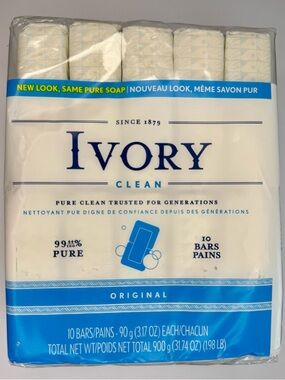 NEW LOOK, SAME PURE SOAP | NOUVEAU LOOK, MÊME SAVON PUR
SINCE 1879
IVORY
CLEAN
PURE CLEAN TRUSTED FOR GENERATIONS
NETTOYANT PUR DIGNE DE CONFIANCE DEPUIS DES GÉNÉRATIONS
99 44/100% PURE
10 BARS PAINS
ORIGINAL
10 BARS/PAINS - 90 g (3.17 OZ) EACH/CHACUN
TOTAL NET WT/POIDS NET TOTAL 900 g (31.74 OZ) (1.98 LB)